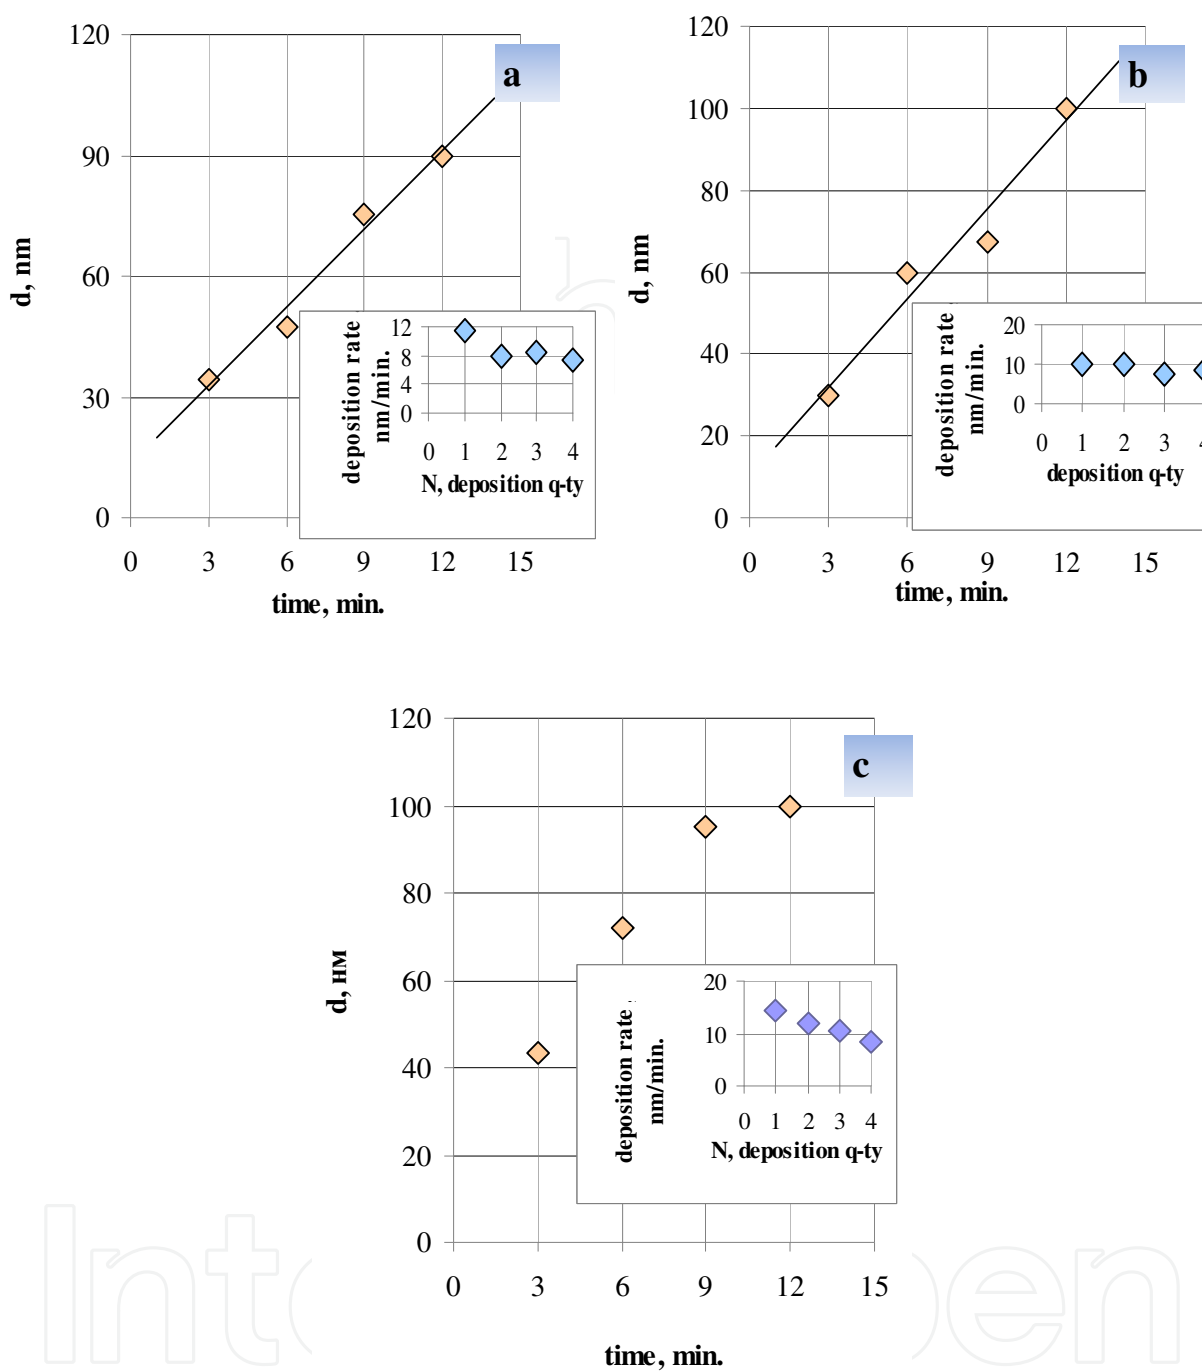 120
a
90
d, nm
60
30
0
0 3 6 9 12 15
time, min.
deposition rate
nm/min.
12
8
4
0
0 1 2 3 4
N, deposition q-ty
120
b
100
80
d, nm
60
40
20
0
0 3 6 9 12 15
time, min.
deposition rate
nm/min.
20
10
0
0 1 2 3
deposition q-ty
120
c
100
80
d, нм
60
40
20
0
0 3 6 9 12 15
time, min.
deposition rate ,
nm/min.
20
10
0
0 1 2 3 4
N, deposition q-ty